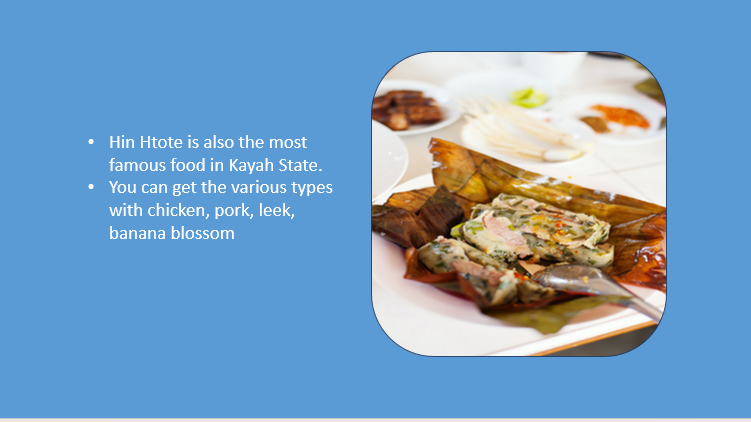 • Hin Htote is also the most
famous food in Kayah State.
• You can get the various types
with chicken, pork, leek,
banana blossom